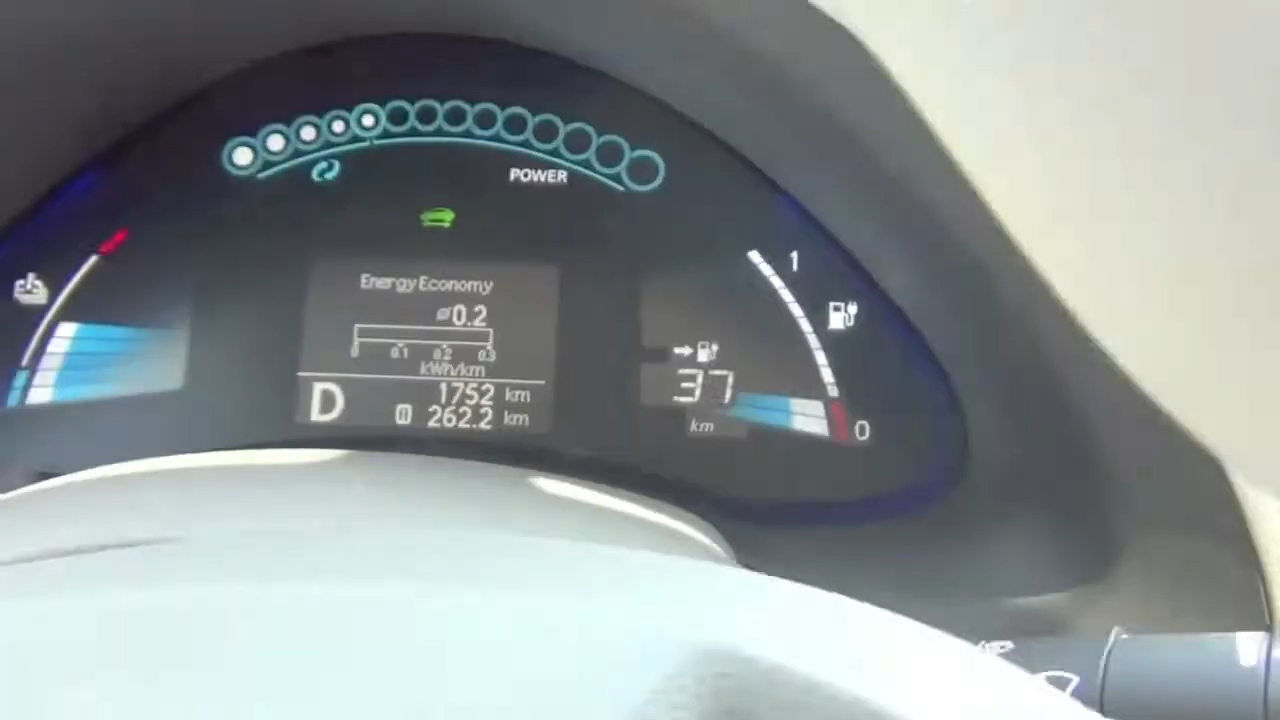 POWER
Energy Economy
0.2
0 0.1 0.2 0.3
kWh/km
D
1752 km
262.2 km
1
37
km
0